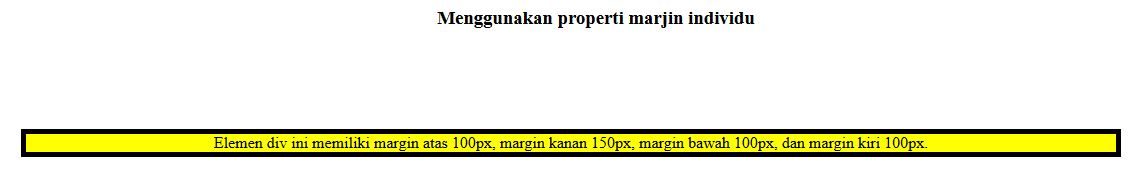 Menggunakan properti marjin individu
Elemen div ini memiliki margin atas 100px, margin kanan 150px, margin bawah 100px, dan margin kiri 100px.